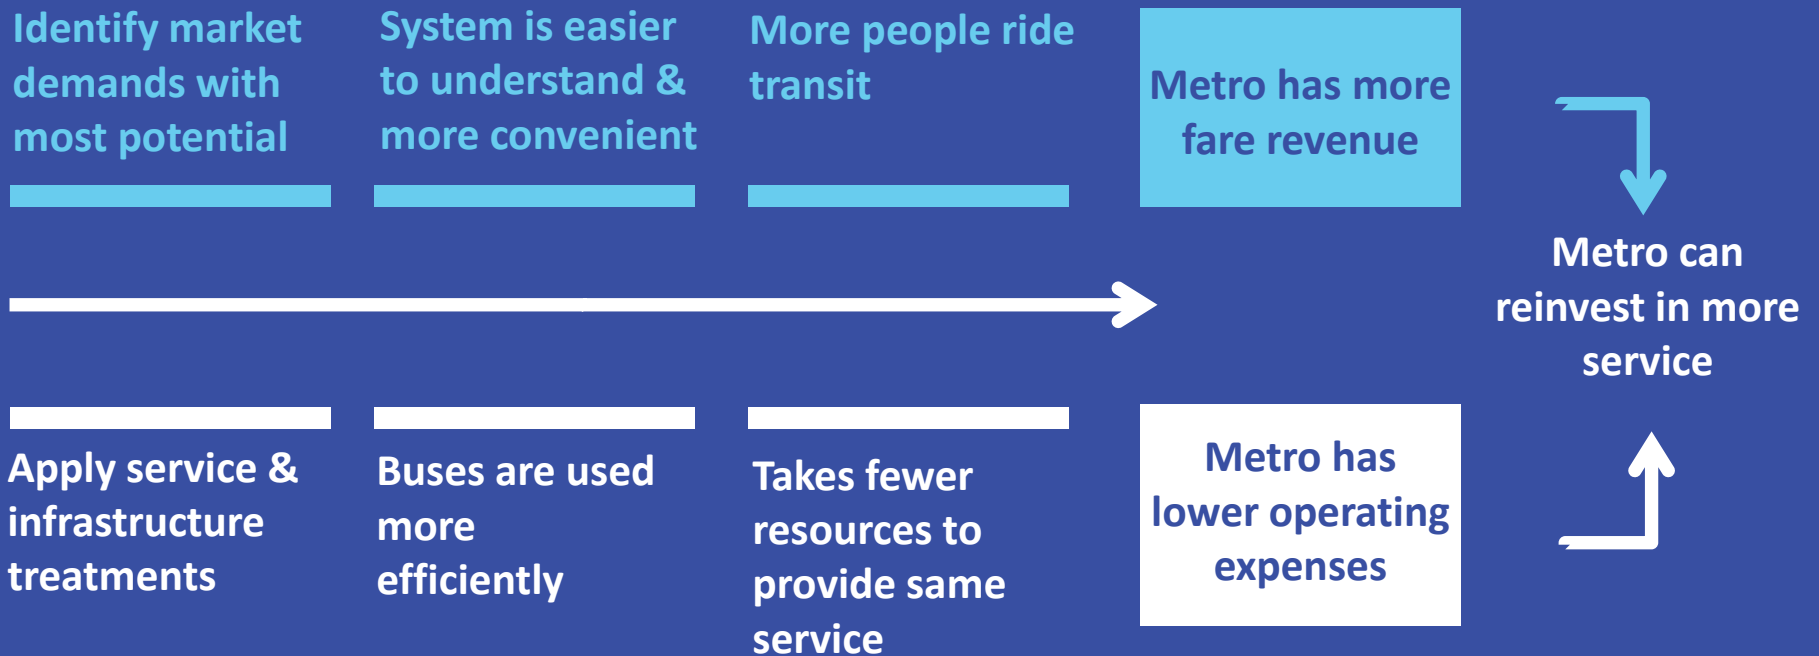 Identify market
demands with
most potential
System is easier
to understand &
more convenient
More people ride
transit
Metro has more
fare revenue
Metro can
reinvest in more
service
Apply service &
infrastructure
treatments
Buses are used
more
efficiently
Takes fewer
resources to
provide same
service
Metro has
lower operating
expenses